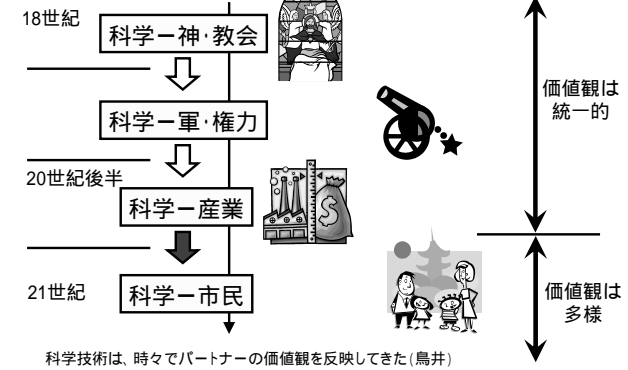 18世紀
科学ー神・教会
価値観は
統一的
科学ー軍・権力
20世紀後半
科学ー産業
$
21世紀
科学ー市民
価値観は
多様
科学技術は、時々でパートナーの価値観を反映してきた(鳥井)